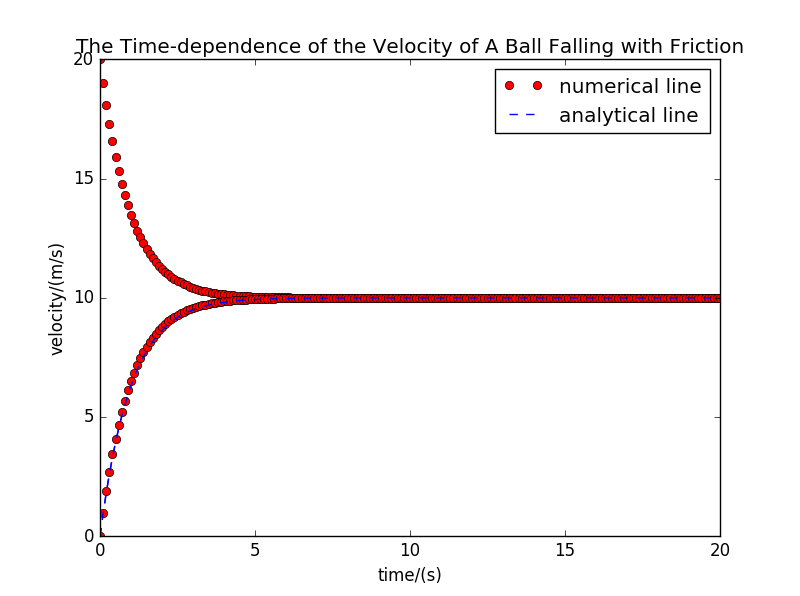 The Time-dependence of the Velocity of A Ball Falling with Friction
numerical line
analytical line
velocity/(m/s)
20
15
10
5
0
0 5 10 15 20
time/(s)